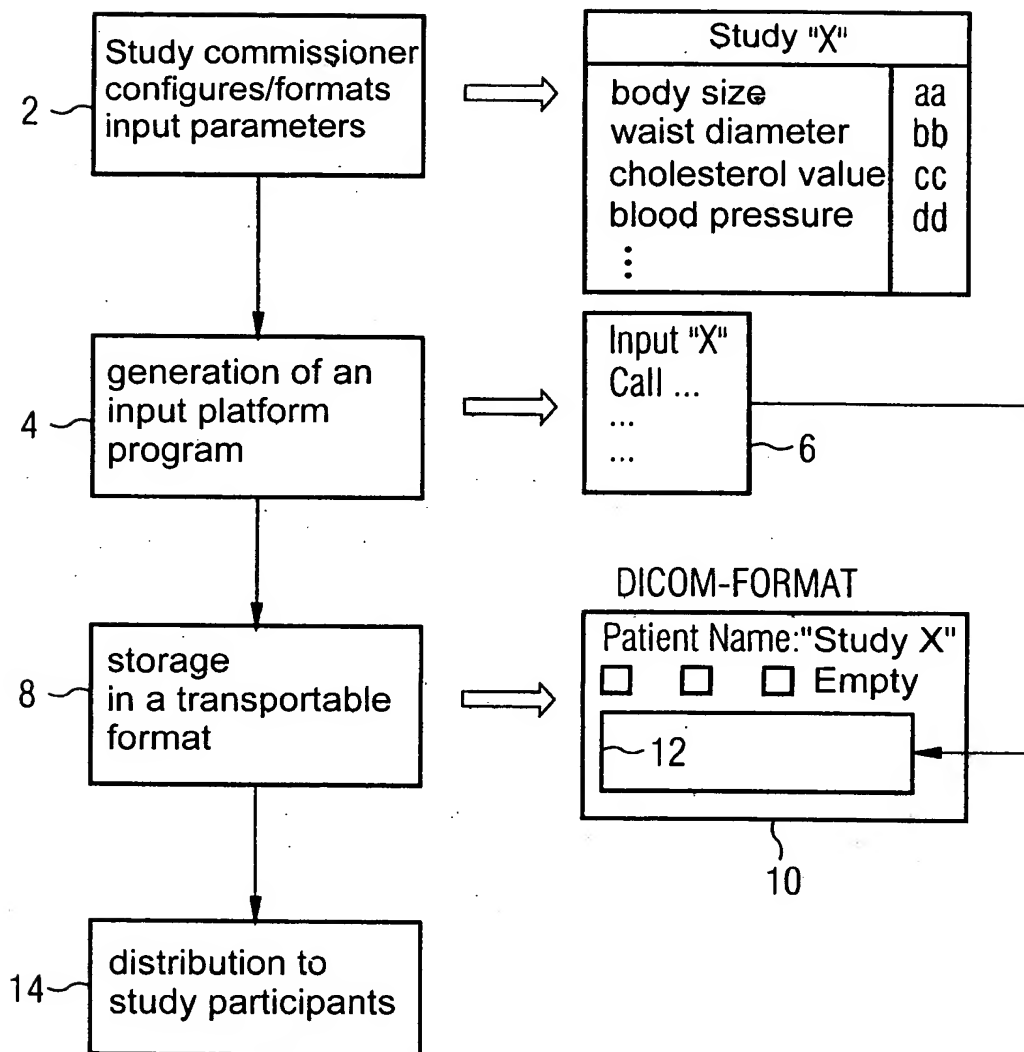 2
Study commissioner
configures/formats
input parameters
Study "X"
body size aa
waist diameter bb
cholesterol value cc
blood pressure dd
⋮
4
generation of an
input platform
program
Input "X"
Call ...
...
...
6
8
storage
in a transportable
format
DICOM-FORMAT
Patient Name:"Study X"
Empty
12
10
14
distribution to
study participants